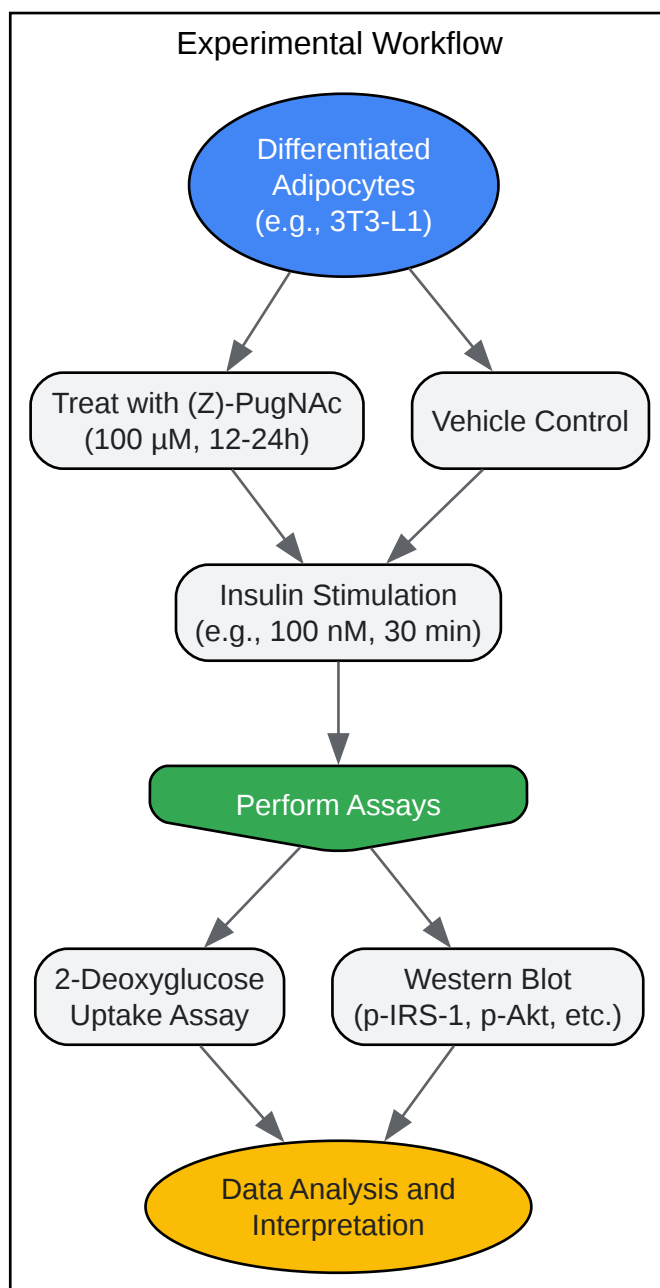 Experimental Workflow
Differentiated
Adipocytes
(e.g., 3T3-L1)
Treat with (Z)-PugNAc
(100 µM, 12-24h)
Vehicle Control
Insulin Stimulation
(e.g., 100 nM, 30 min)
Perform Assays
2-Deoxyglucose
Uptake Assay
Western Blot
(p-IRS-1, p-Akt, etc.)
Data Analysis and
Interpretation